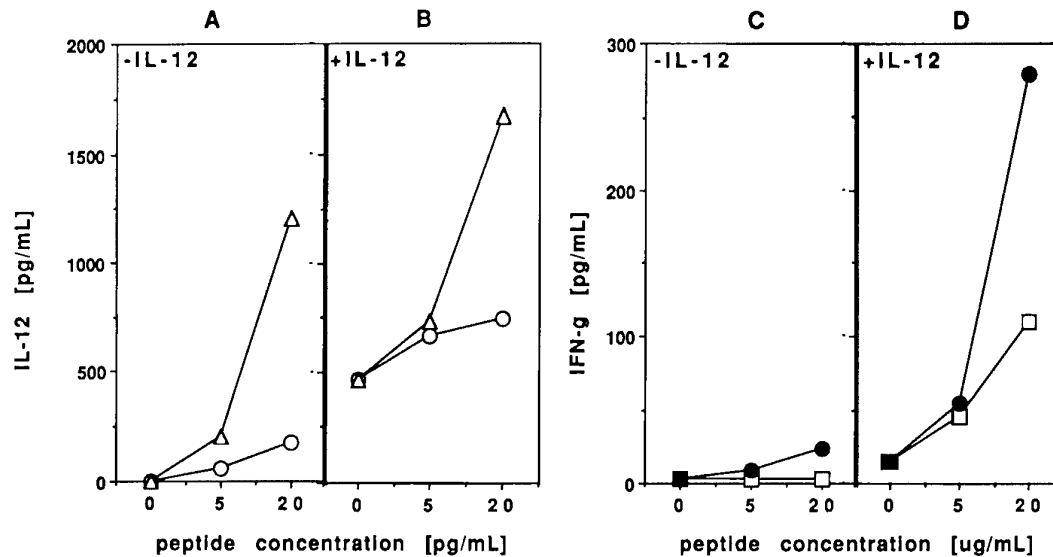 A B C D
2000 -IL-12 +IL-12 300 -IL-12 +IL-12
1500
200
1000
100
500
0 0
0 5 20 0 5 20 0 5 20 0 5 20
IL-12 [pg/mL]
peptide concentration [pg/mL]
IFN-g [pg/mL]
peptide concentration [ug/mL]